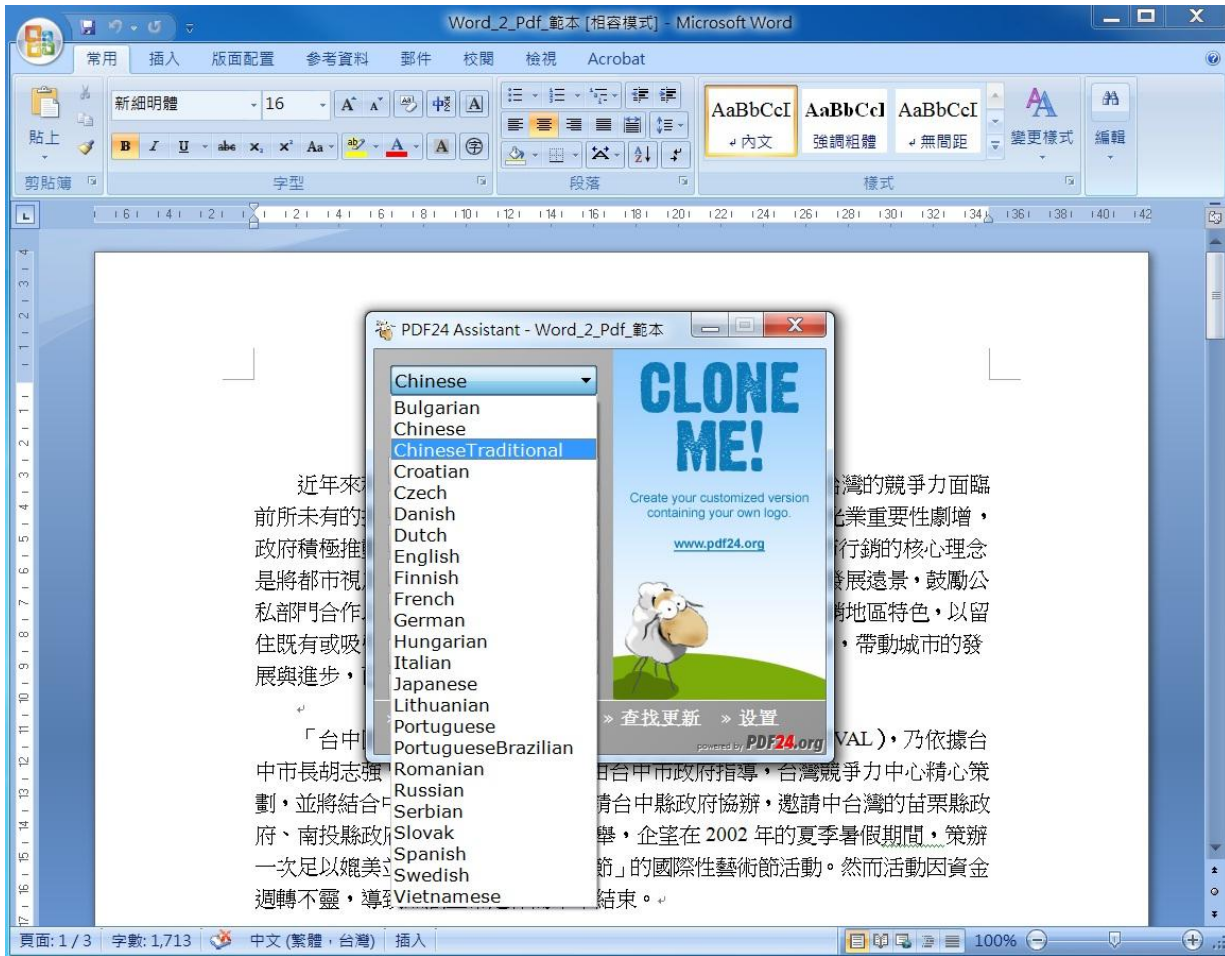 Word_2_Pdf_範本 [相容模式] - Microsoft Word
常用 插入 版面配置 參考資料 郵件 校閱 檢視 Acrobat
新細明體 16
貼上
B I U abc X₂ X² Aa ab A A 字
AaBbCcI AaBbCcI AaBbCcI
內文 強調粗體 無間距
變更樣式 編輯
剪貼簿 字型 段落 樣式
PDF24 Assistant - Word_2_Pdf_範本
Chinese
Bulgarian
Chinese
ChineseTraditional
Croatian
Czech
Danish
Dutch
English
Finnish
French
German
Hungarian
Italian
Japanese
Lithuanian
Portuguese
PortugueseBrazilian
Romanian
Russian
Serbian
Slovak
Spanish
Swedish
Vietnamese
CLONE
ME!
Create your customized version
containing your own logo.
www.pdf24.org
» 查找更新 » 设置
powered by PDF24.org
近年來 台灣的競爭力面臨
前所未有的 業重要性劇增，
政府積極推 行銷的核心理念
是將都市視 發展遠景，鼓勵公
私部門合作 地區特色，以留
住既有或吸 ，帶動城市的發
展與進步，
「台中 VAL)，乃依據台
中市長胡志強 由台中市政府指導，台灣競爭力中心精心策
劃，並將結合中 請台中縣政府協辦，邀請中台灣的苗栗縣政
府、南投縣政府 舉，企望在 2002 年的夏季暑假期間，策辦
一次足以媲美 節」的國際性藝術節活動。然而活動因資金
週轉不靈，導致 結束。
頁面: 1 / 3 字數: 1,713 中文 (繁體，台灣) 插入 100%